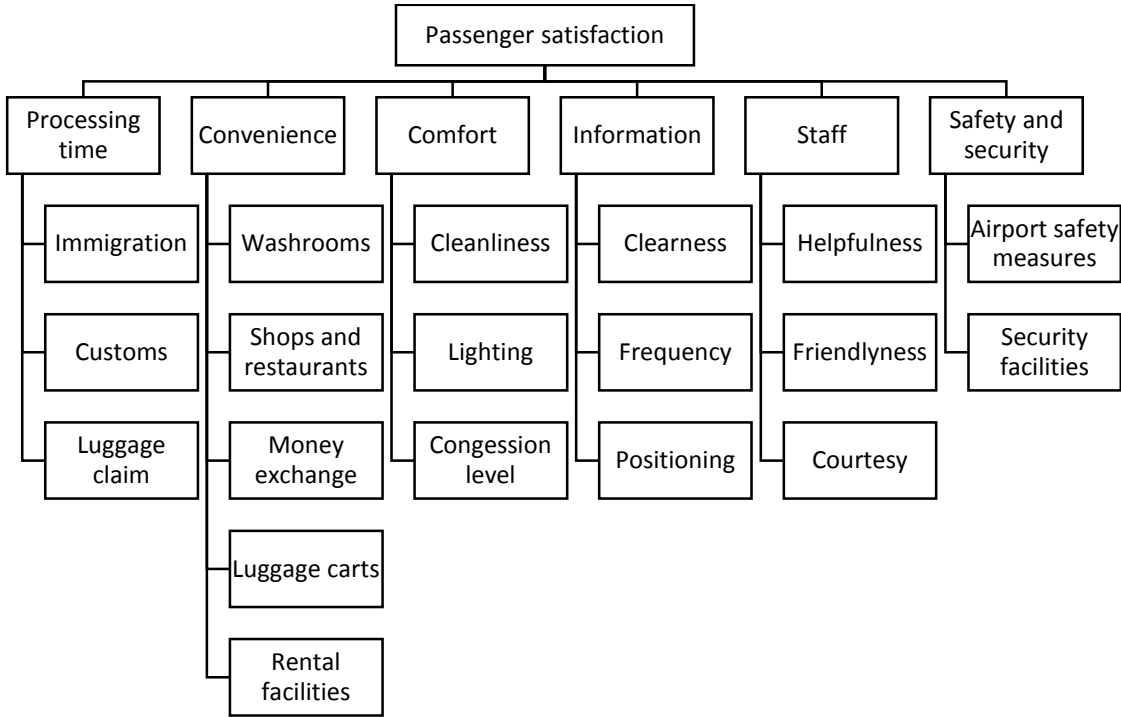 Passenger satisfaction
Processing
time
Convenience
Comfort
Information
Staff
Safety and
security
Immigration
Washrooms
Cleanliness
Clearness
Helpfulness
Airport safety
measures
Customs
Shops and
restaurants
Lighting
Frequency
Friendlyness
Security
facilities
Luggage
claim
Money
exchange
Congession
level
Positioning
Courtesy
Luggage carts
Rental
facilities